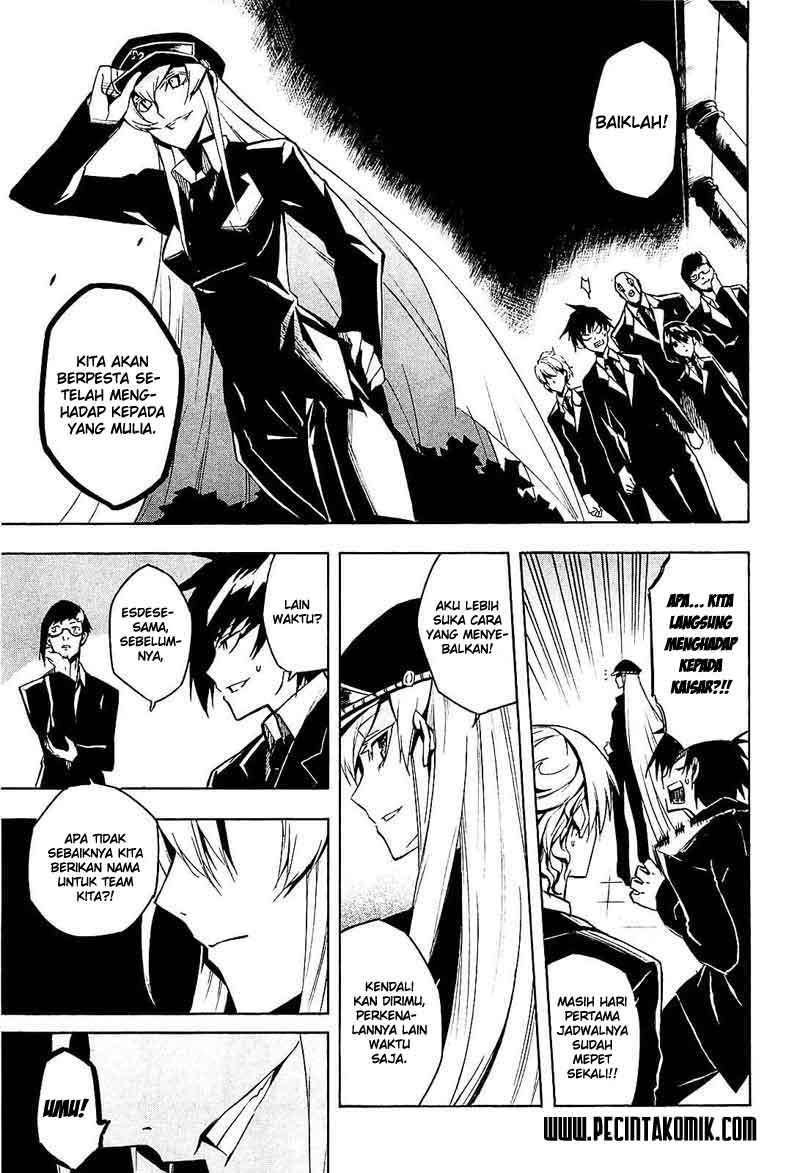 BAIKLAH!
KITA AKAN
BERPESTA SE-
TELAH MENG-
HADAP KEPADA
YANG MULIA.
APA... KITA
LANGSUNG
MENGHADAP
KEPADA
KAISAR?!!
MASIH HARI
PERTAMA
JADWALNYA
SUDAH
MEPET
SEKALI!!
AKU LEBIH
SUKA CARA
YANG MENYE-
BALKAN!
KENDALI
KAN DIRIMU,
PERKENA-
LANNYA LAIN
WAKTU
SAJA.
LAIN
WAKTU?
ESDESE-
SAMA,
SEBELUM-
NYA,
APA TIDAK
SEBAIKNYA KITA
BERIKAN NAMA
UNTUK TEAM
KITA?!
UMU!
WWW.PECINTAKOMIK.COM